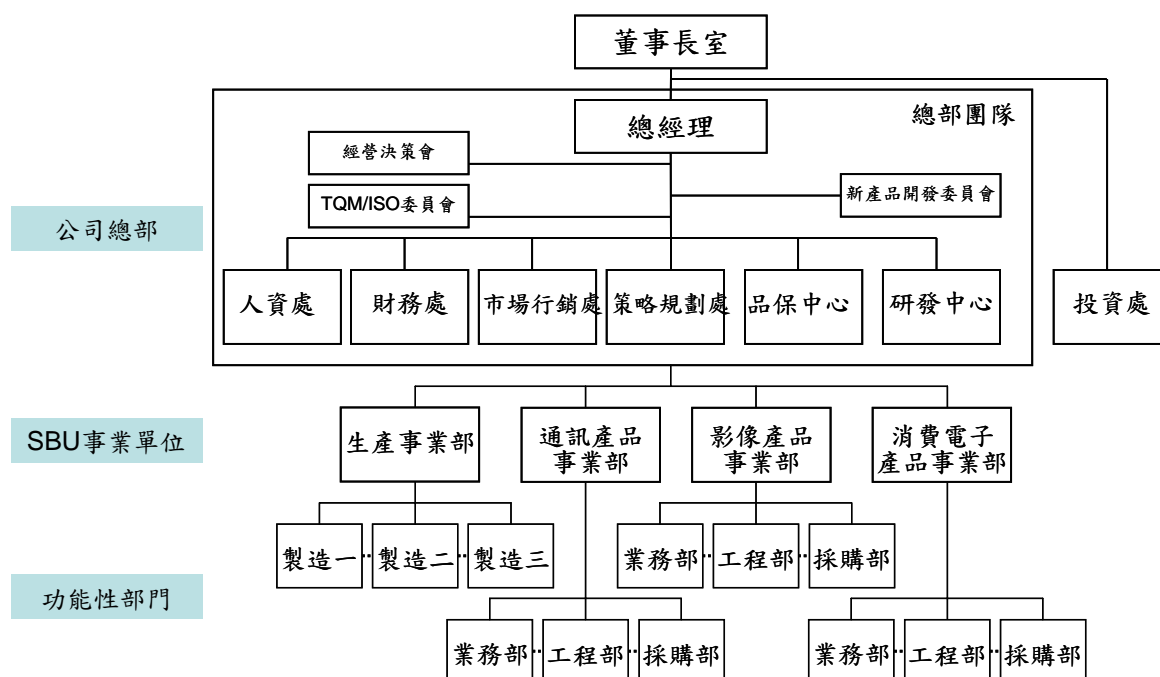 董事長室
總經理
總部團隊
經營決策會
TQM/ISO委員會
新產品開發委員會
公司總部
人資處
財務處
市場行銷處
策略規劃處
品保中心
研發中心
投資處
SBU事業單位
生產事業部
通訊產品
事業部
影像產品
事業部
消費電子
產品事業部
製造一
製造二
製造三
業務部
工程部
採購部
功能性部門
業務部
工程部
採購部
業務部
工程部
採購部